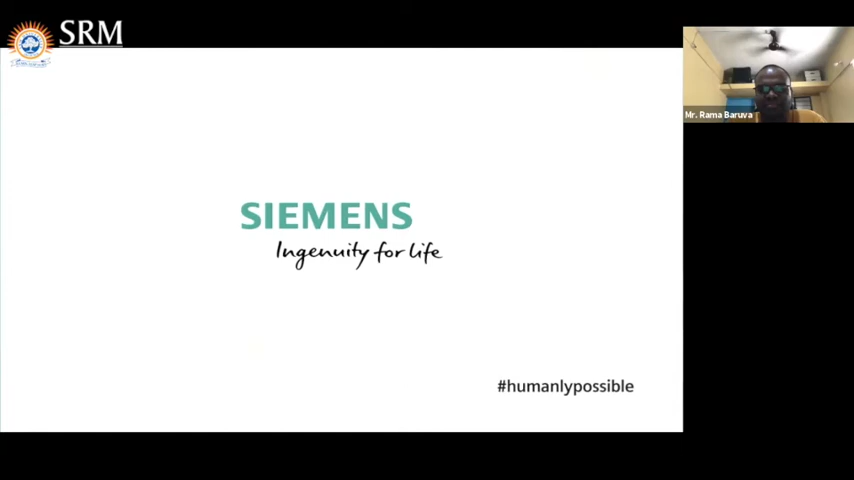 SRM
Mr. Rama Baruva
SIEMENS
Ingenuity for life
#humanlypossible